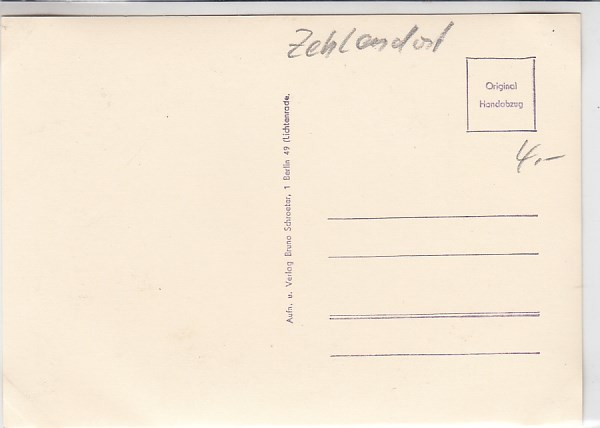 Zehlendorf
Original
Handabzug
4.-
Aufn. u. Verlag Bruno Schroeter, 1 Berlin 49 (Lichtenrade.